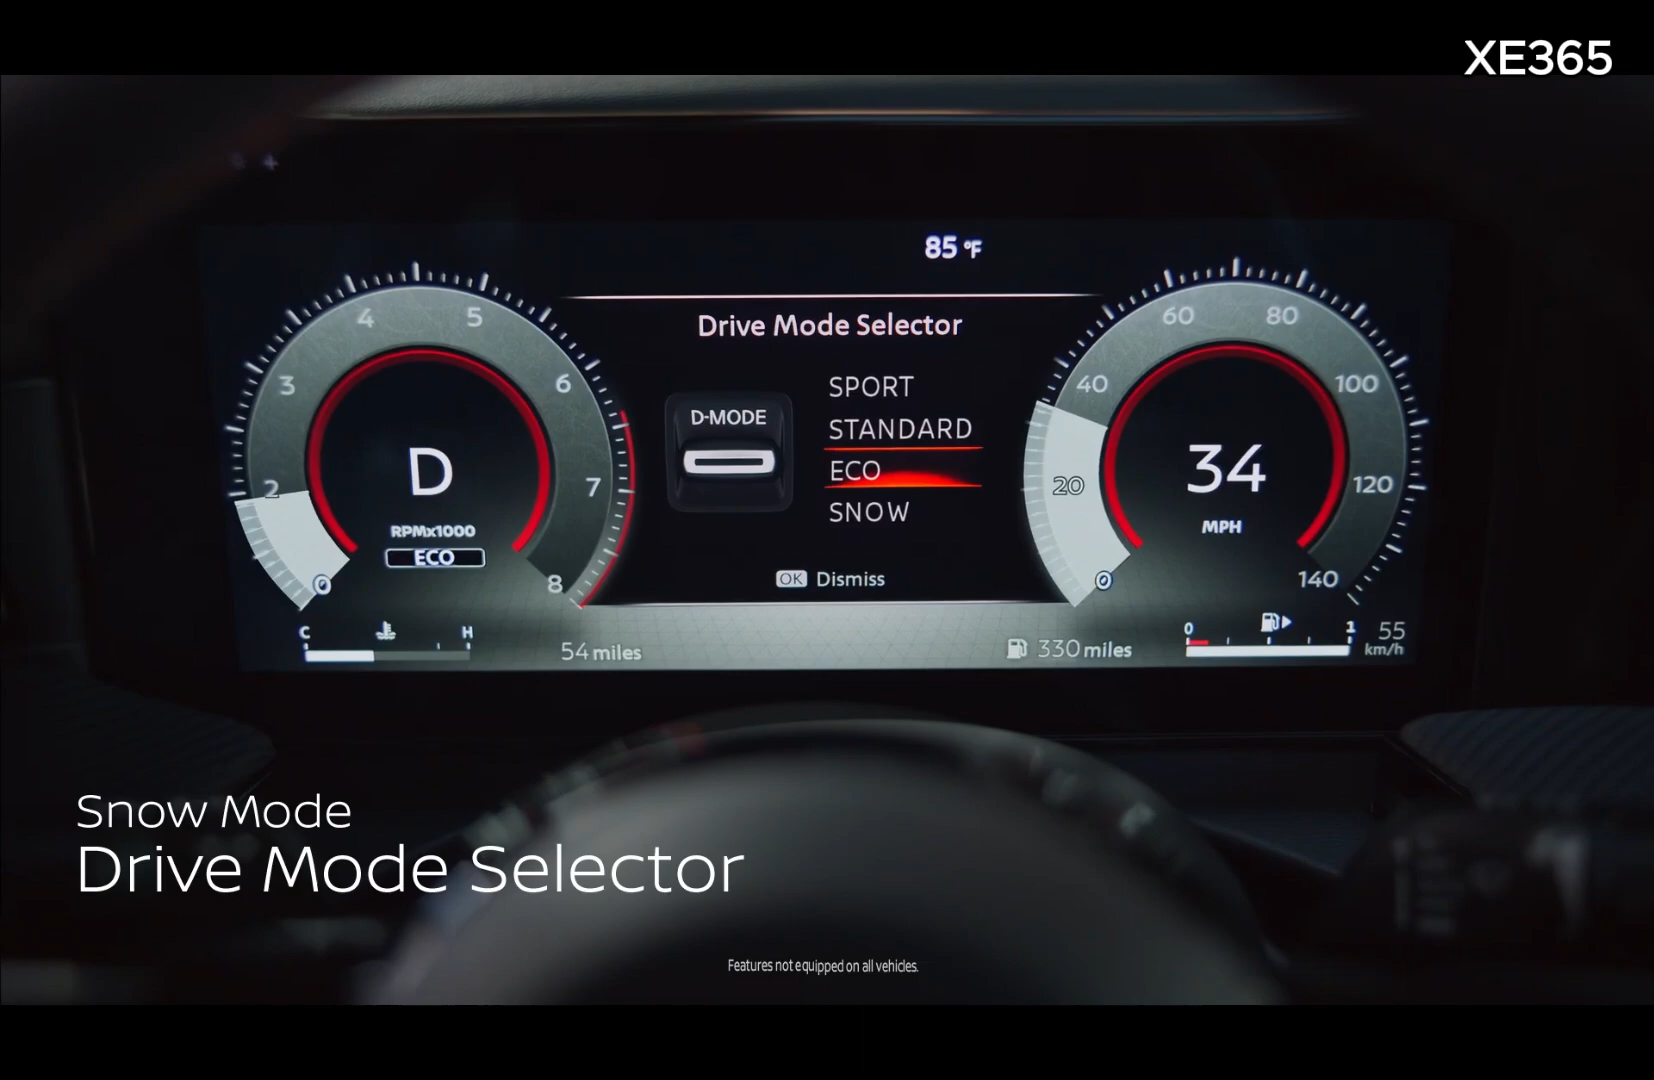 XE365
85 °F
Drive Mode Selector
4
5
3
6
2
7
0
8
D
RPMx1000
ECO
D-MODE
SPORT
STANDARD
ECO
SNOW
OK Dismiss
60
80
40
100
20
120
0
140
34
MPH
C
H
54 miles
330 miles
0
1
55
km/h
Snow Mode
Drive Mode Selector
Features not equipped on all vehicles.